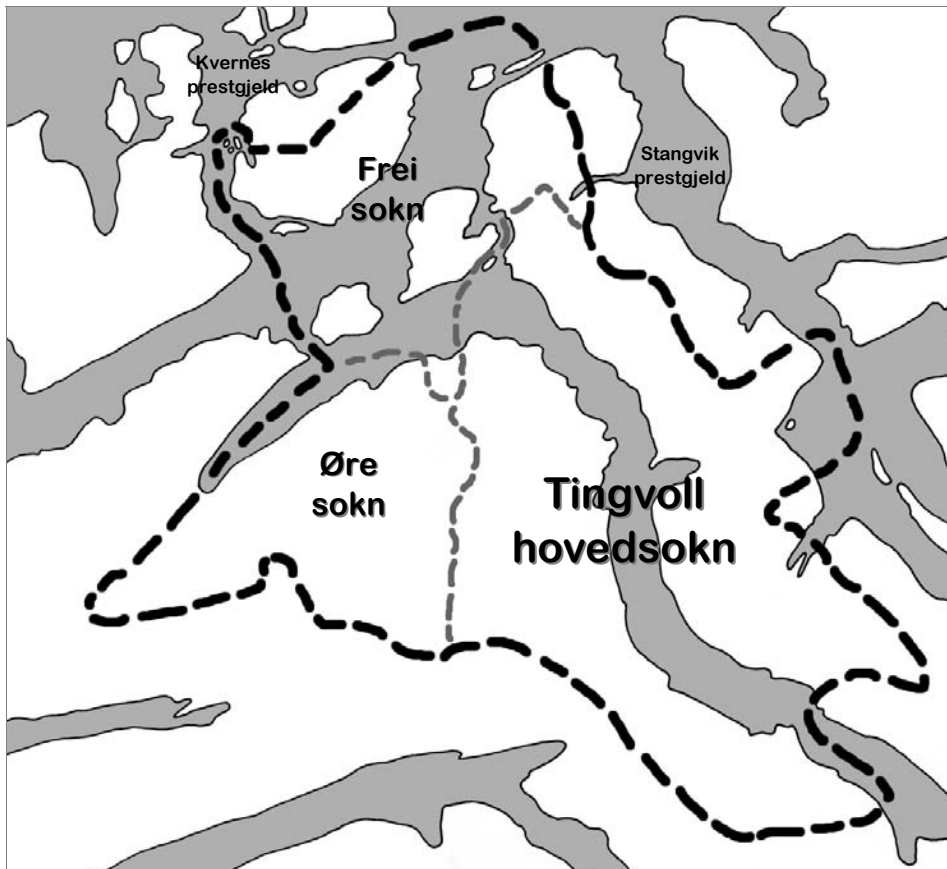 Kvernes
prestgjeld
Frei
sokn
Stangvik
prestgjeld
Øre
sokn
Tingvoll
hovedsokn